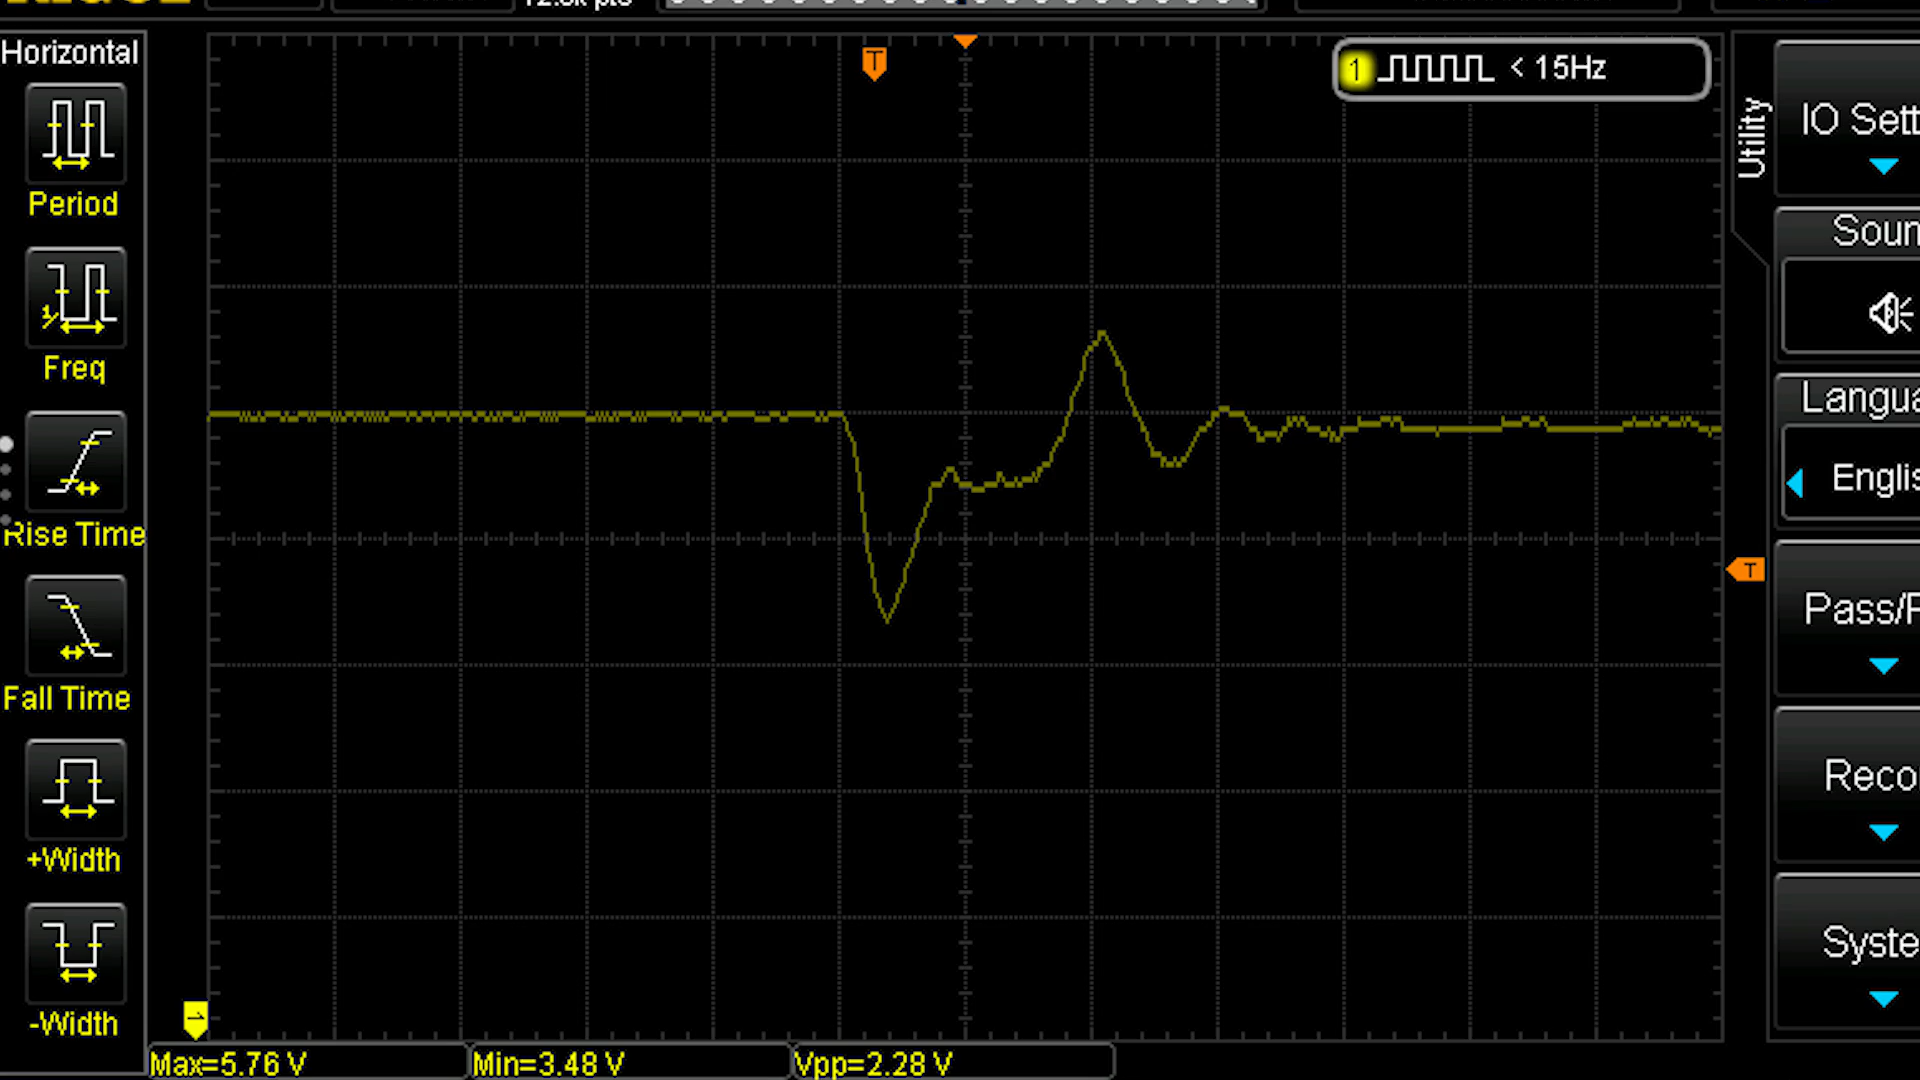 Horizontal
Period
Freq
Rise Time
Fall Time
+Width
-Width
T
1 < 15Hz
T
Utility
IO Sett
Soun
Langua
Englis
Pass/F
Reco
Syste
Max=5.76 V
Min=3.48 V
Vpp=2.28 V